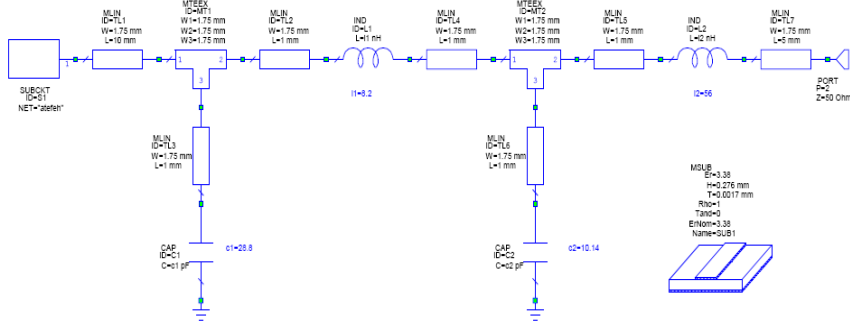 MLIN
ID=TL1
W=1.75 mm
L=10 mm
MTEEX
ID=MT1
W1=1.75 mm
W2=1.75 mm
W3=1.75 mm
MLIN
ID=TL2
W=1.75 mm
L=1 mm
IND
ID=L1
L=l1 nH
MLIN
ID=TL4
W=1.75 mm
L=1 mm
MTEEX
ID=MT2
W1=1.75 mm
W2=1.75 mm
W3=1.75 mm
MLIN
ID=TL5
W=1.75 mm
L=1 mm
IND
ID=L2
L=l2 nH
MLIN
ID=TL7
W=1.75 mm
L=5 mm
1
1
2
3
1
2
3
SUBCKT
ID=S1
NET="atefeh"
l1=8.2
l2=56
PORT
P=2
Z=50 Ohm
MLIN
ID=TL3
W=1.75 mm
L=1 mm
MLIN
ID=TL6
W=1.75 mm
L=1 mm
MSUB
Er=3.38
H=0.276 mm
T=0.0017 mm
Rho=1
Tand=0
ErNom=3.38
Name=SUB1
CAP
ID=C1
C=c1 pF
c1=28.8
CAP
ID=C2
C=c2 pF
c2=10.14